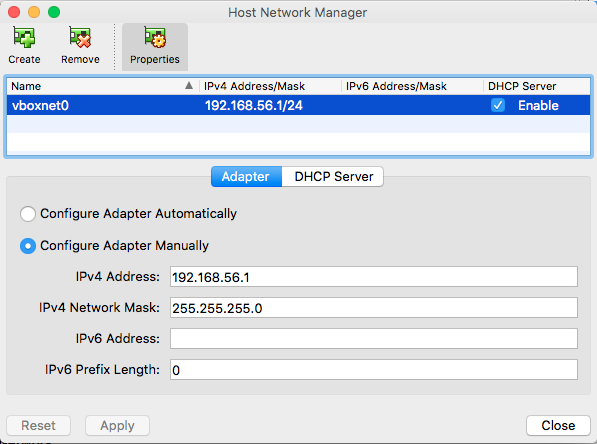 Host Network Manager
Create Remove Properties
Name IPv4 Address/Mask IPv6 Address/Mask DHCP Server
vboxnet0 192.168.56.1/24 Enable
Adapter DHCP Server
Configure Adapter Automatically
Configure Adapter Manually
IPv4 Address: 192.168.56.1
IPv4 Network Mask: 255.255.255.0
IPv6 Address:
IPv6 Prefix Length: 0
Reset Apply Close